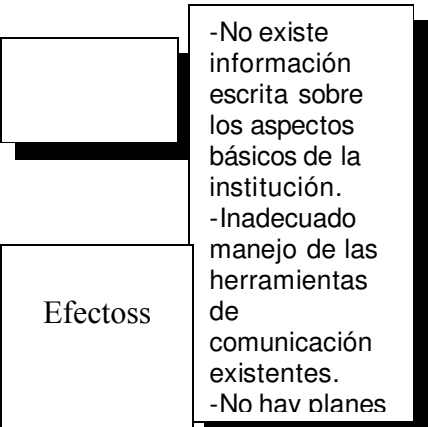 -No existe
información
escrita sobre
los aspectos
básicos de la
institución.
-Inadecuado
manejo de las
herramientas
de
comunicación
existentes.
-No hay planes
Efectoss